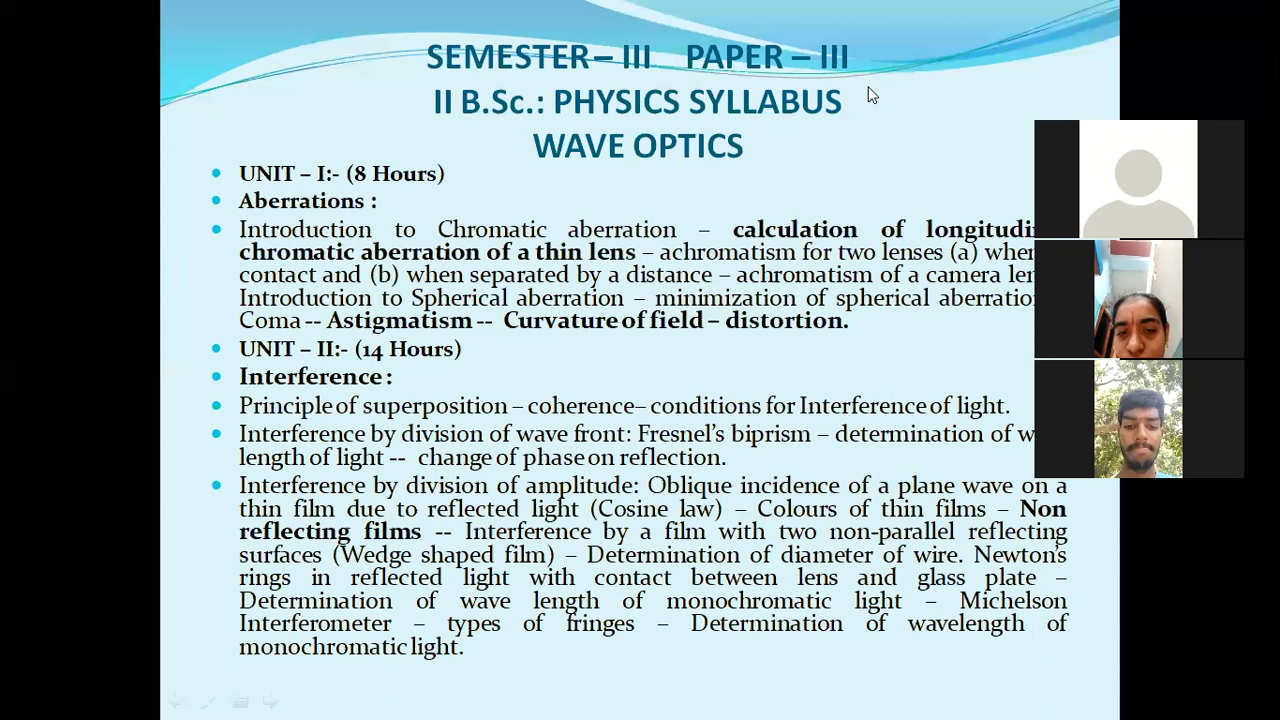 SEMESTER– III PAPER – III
II B.Sc.: PHYSICS SYLLABUS
WAVE OPTICS
UNIT – I:- (8 Hours)
Aberrations :
Introduction to Chromatic aberration – calculation of
chromatic aberration of a thin lens – achromatism for two lenses (a) when
contact and (b) when separated by a distance – achromatism of a camera
Introduction to Spherical aberration – minimization of spherical
Coma -- Astigmatism -- Curvature of field – distortion.
UNIT – II:- (14 Hours)
Interference :
Principle of superposition – coherence– conditions for Interference of light.
Interference by division of wave front: Fresnel's biprism – determination of
length of light -- change of phase on reflection.
Interference by division of amplitude: Oblique incidence of a plane wave on a
thin film due to reflected light (Cosine law) – Colours of thin films – Non
reflecting films -- Interference by a film with two non-parallel reflecting
surfaces (Wedge shaped film) – Determination of diameter of wire. Newton's
rings in reflected light with contact between lens and glass plate –
Determination of wave length of monochromatic light – Michelson
Interferometer – types of fringes – Determination of wavelength of
monochromatic light.